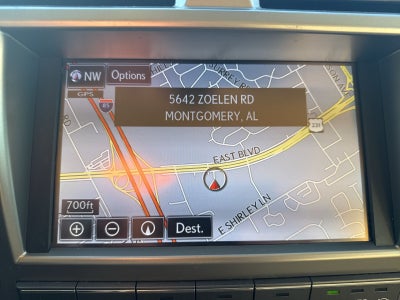 NW Options
GPS
5642 ZOELEN RD
MONTGOMERY, AL
85
231
EAST BLVD
E SHIRLEY LN
700ft
Dest.